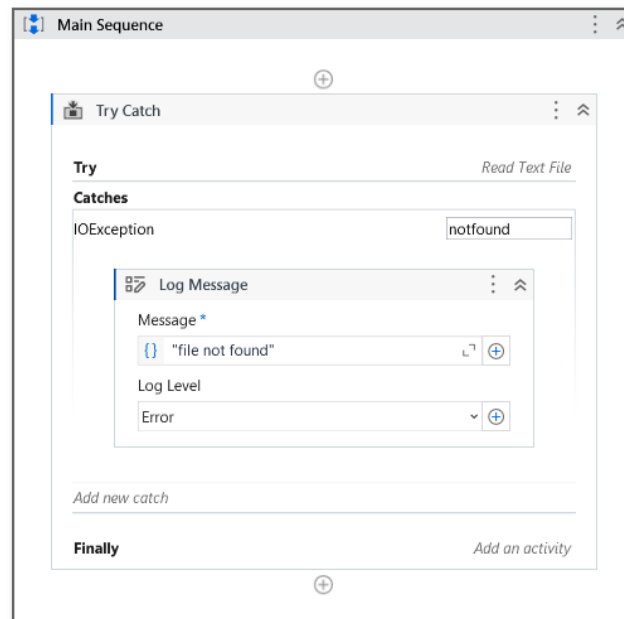 Main Sequence
Try Catch
Try Read Text File
Catches
IOException notfound
Log Message
Message *
{} "file not found"
Log Level
Error
Add new catch
Finally Add an activity